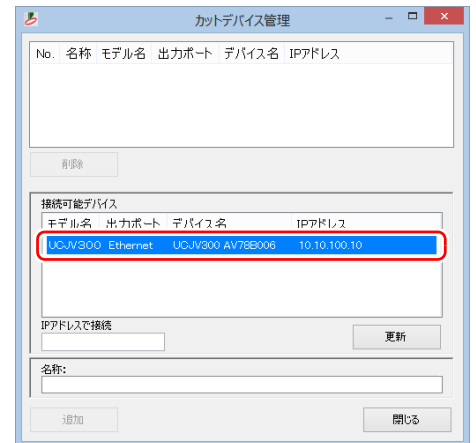 カットデバイス管理
No. 名称 モデル名 出力ポート デバイス名 IPアドレス
削除
接続可能デバイス
モデル名 出力ポート デバイス名 IPアドレス
UCJV300 Ethernet UCJV300 AV78B006 10.10.100.10
IPアドレスで接続
更新
名称:
追加 閉じる